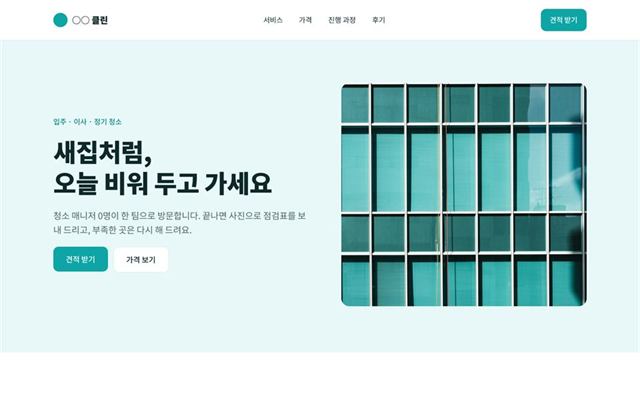 ○○ 클린
서비스
가격
진행 과정
후기
견적 받기
입주 · 이사 · 정기 청소
새집처럼,
오늘 비워 두고 가세요
청소 매니저 0명이 한 팀으로 방문합니다. 끝나면 사진으로 점검표를 보
내 드리고, 부족한 곳은 다시 해 드려요.
견적 받기
가격 보기